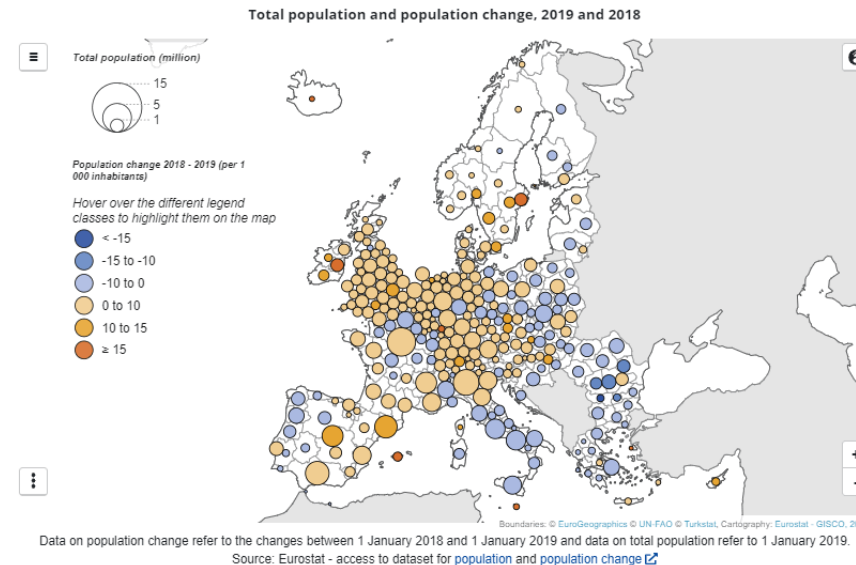 Total population and population change, 2019 and 2018
Total population (million)
15
5
1
Population change 2018 - 2019 (per 1
000 inhabitants)
Hover over the different legend
classes to highlight them on the map
< -15
-15 to -10
-10 to 0
0 to 10
10 to 15
≥ 15
Boundaries: © EuroGeographics © UN-FAO © Turkstat, Cartography: Eurostat - GISCO,
Data on population change refer to the changes between 1 January 2018 and 1 January 2019 and data on total population refer to 1 January 2019.
Source: Eurostat - access to dataset for population and population change